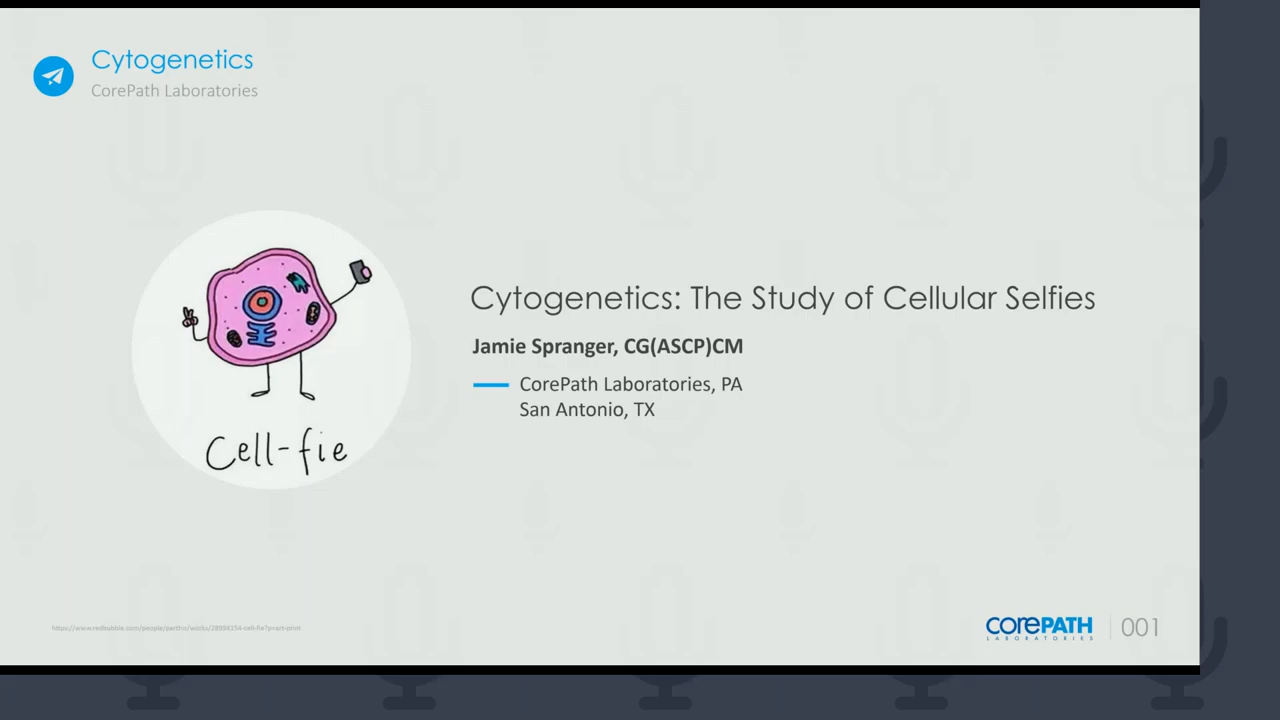 Cytogenetics
CorePath Laboratories
Cell-fie
Cytogenetics: The Study of Cellular Selfies
Jamie Spranger, CG(ASCP)CM
CorePath Laboratories, PA
San Antonio, TX
COREPATH
LABORATORIES
001